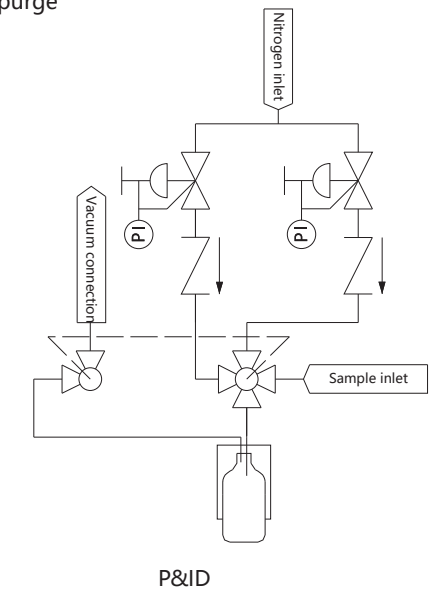 purge
Nitrogen inlet
PI
PI
Vacuum connection
Sample inlet
P&ID